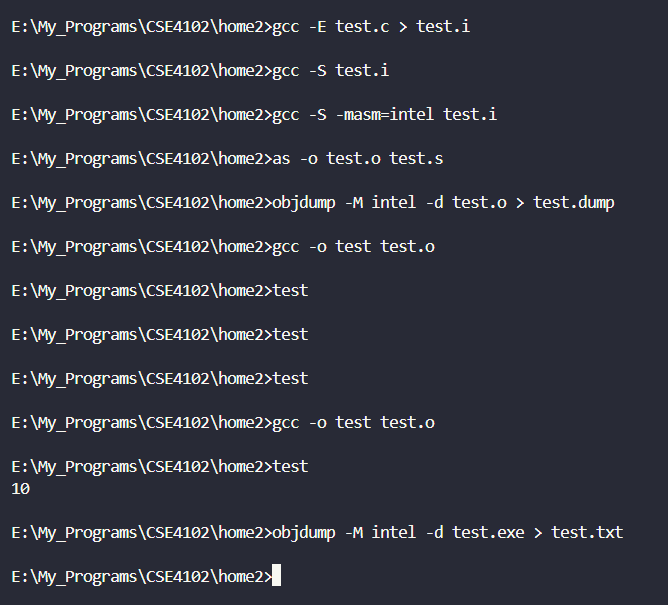 E:\My_Programs\CSE4102\home2>gcc -E test.c > test.i
E:\My_Programs\CSE4102\home2>gcc -S test.i
E:\My_Programs\CSE4102\home2>gcc -S -masm=intel test.i
E:\My_Programs\CSE4102\home2>as -o test.o test.s
E:\My_Programs\CSE4102\home2>objdump -M intel -d test.o > test.dump
E:\My_Programs\CSE4102\home2>gcc -o test test.o
E:\My_Programs\CSE4102\home2>test
E:\My_Programs\CSE4102\home2>test
E:\My_Programs\CSE4102\home2>test
E:\My_Programs\CSE4102\home2>gcc -o test test.o
E:\My_Programs\CSE4102\home2>test
10
E:\My_Programs\CSE4102\home2>objdump -M intel -d test.exe > test.txt
E:\My_Programs\CSE4102\home2>